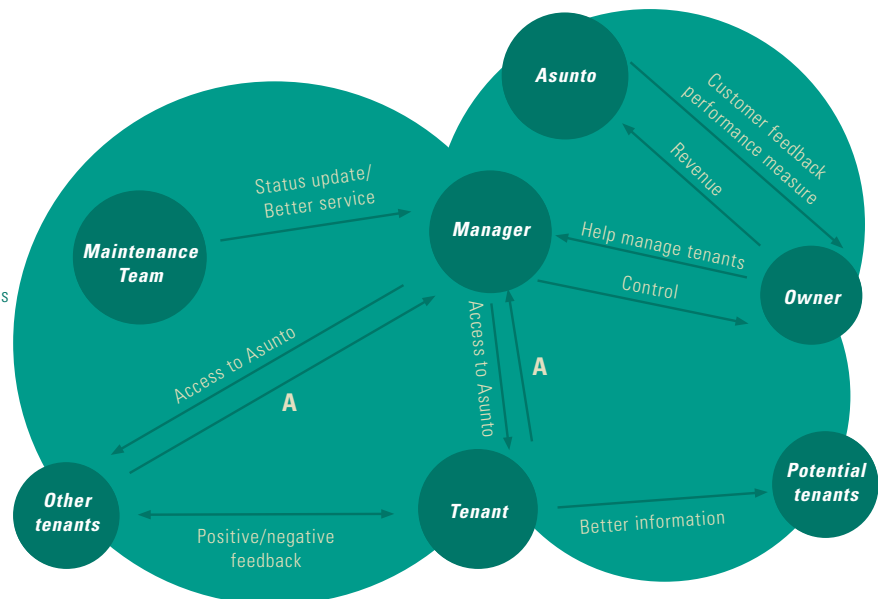 Asunto
Customer feedback
performance measure
Revenue
Status update/
Better service
Manager
Maintenance
Team
Help manage tenants
Control
Owner
s
Access to Asunto
A
Access to Asunto
A
Other
tenants
Positive/negative
feedback
Tenant
Better information
Potential
tenants